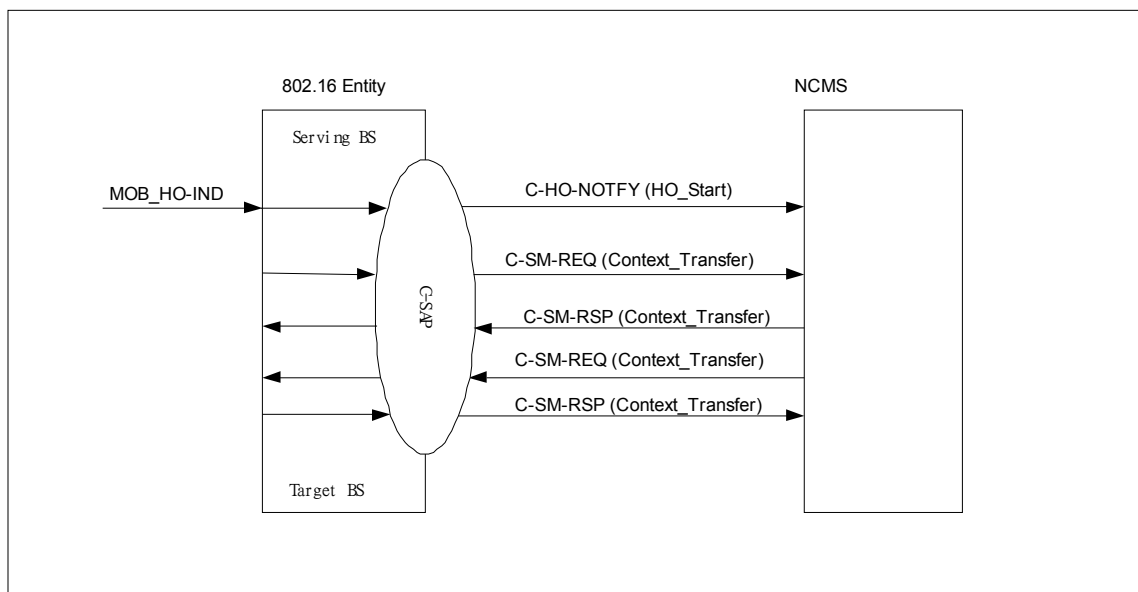 802.16 Entity
NCMS
Serving BS
MOB_HO-IND
C-HO-NOTFY (HO_Start)
C-SM-REQ (Context_Transfer)
C-SAP
C-SM-RSP (Context_Transfer)
C-SM-REQ (Context_Transfer)
C-SM-RSP (Context_Transfer)
Target BS